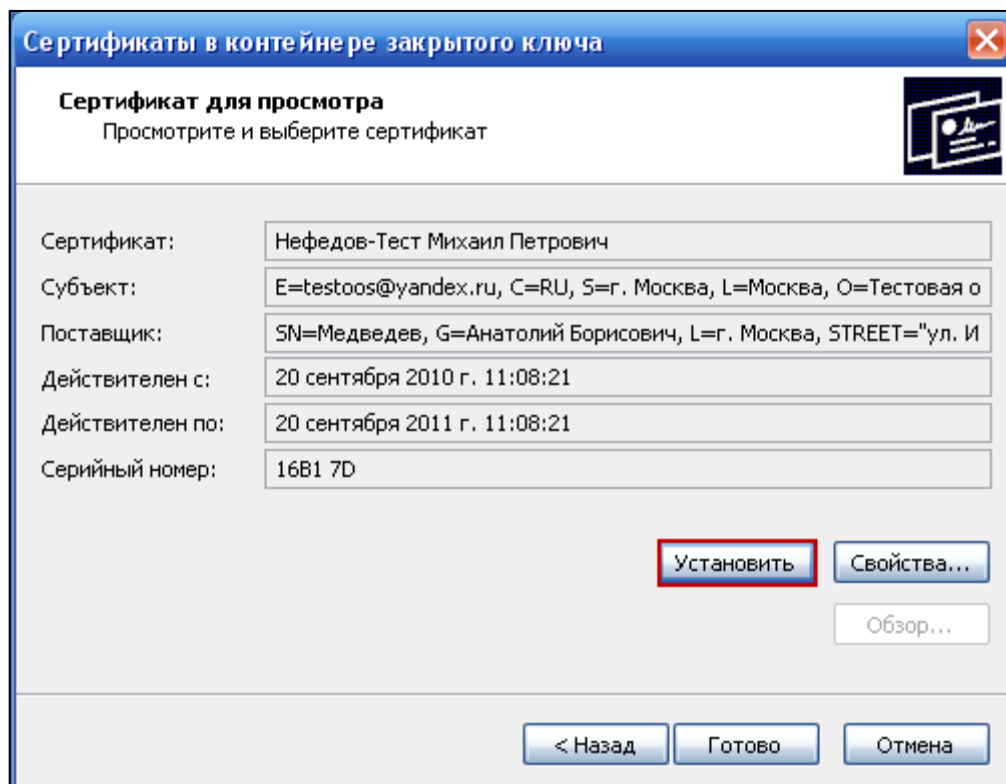 Сертификаты в контейнере закрытого ключа
Сертификат для просмотра
Просмотрите и выберите сертификат
Сертификат: Нефедов-Тест Михаил Петрович
Субъект: E=testoos@yandex.ru, C=RU, S=г. Москва, L=Москва, O=Тестовая о
Поставщик: SN=Медведев, G=Анатолий Борисович, L=г. Москва, STREET="ул. И
Действителен с: 20 сентября 2010 г. 11:08:21
Действителен по: 20 сентября 2011 г. 11:08:21
Серийный номер: 16B1 7D
Установить Свойства...
Обзор...
< Назад Готово Отмена